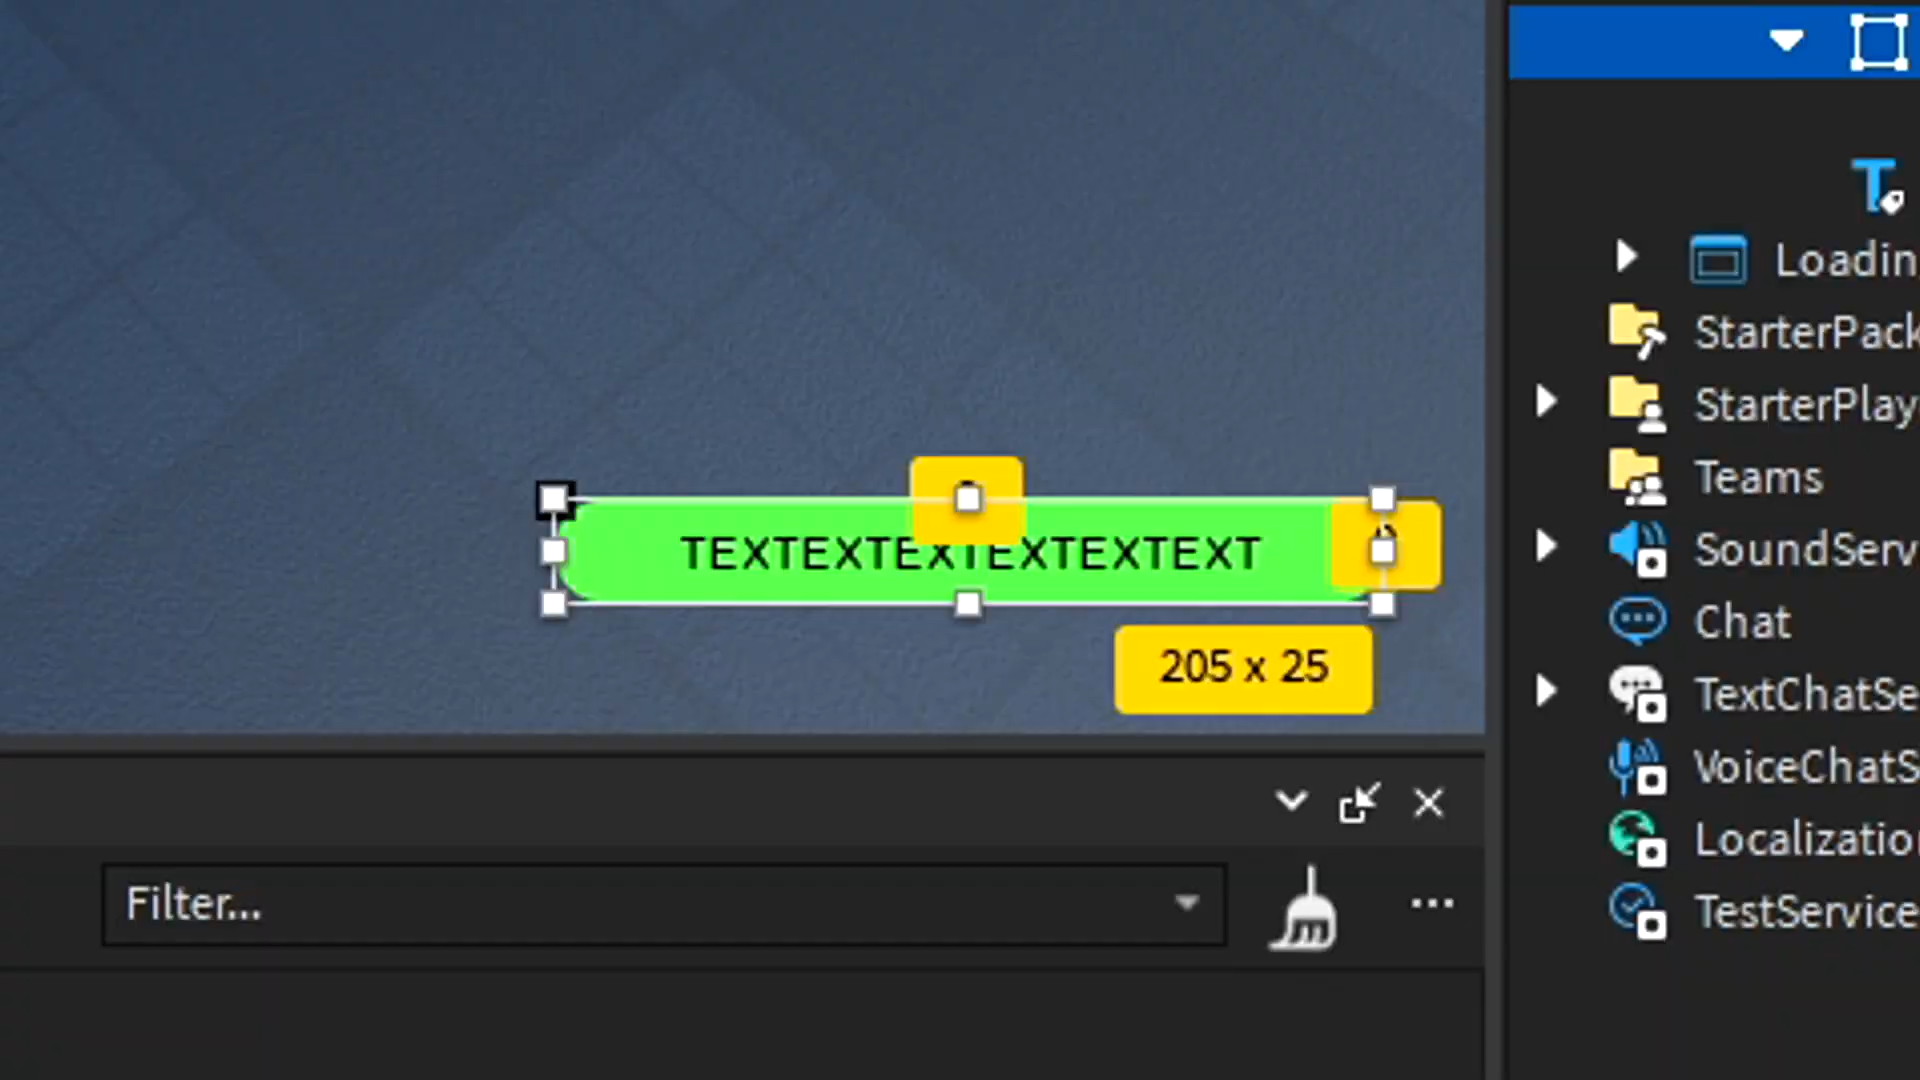 Loadin
StarterPack
StarterPlay
Teams
SoundServ
Chat
TextChatSe
VoiceChatS
Localizatio
TestService
TEXTEXTEXTEXTEXTEXT
205 x 25
Filter...